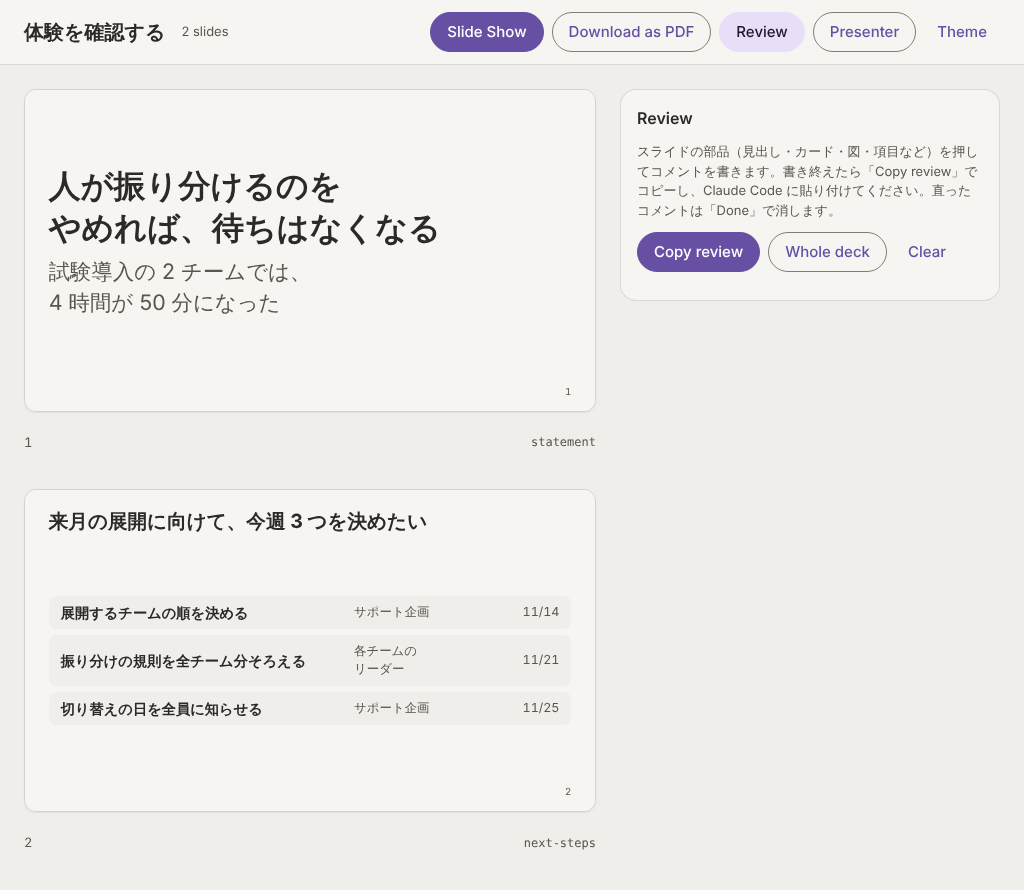 体験を確認する
2 slides
Slide Show
Download as PDF
Review
Presenter
Theme
人が振り分けるのを
やめれば、待ちはなくなる
試験導入の 2 チームでは、
4 時間が 50 分になった
1
1
statement
Review
スライドの部品（見出し・カード・図・項目など）を押し
てコメントを書きます。書き終えたら「Copy review」で
コピーし、Claude Code に貼り付けてください。直った
コメントは「Done」で消します。
Copy review
Whole deck
Clear
来月の展開に向けて、今週 3 つを決めたい
展開するチームの順を決める
サポート企画
11/14
振り分けの規則を全チーム分そろえる
各チームの
リーダー
11/21
切り替えの日を全員に知らせる
サポート企画
11/25
2
2
next-steps